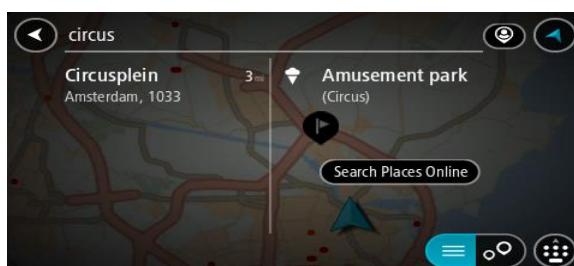 circus
Circusplein
3 mi
Amsterdam, 1033
Amusement park
(Circus)
Search Places Online